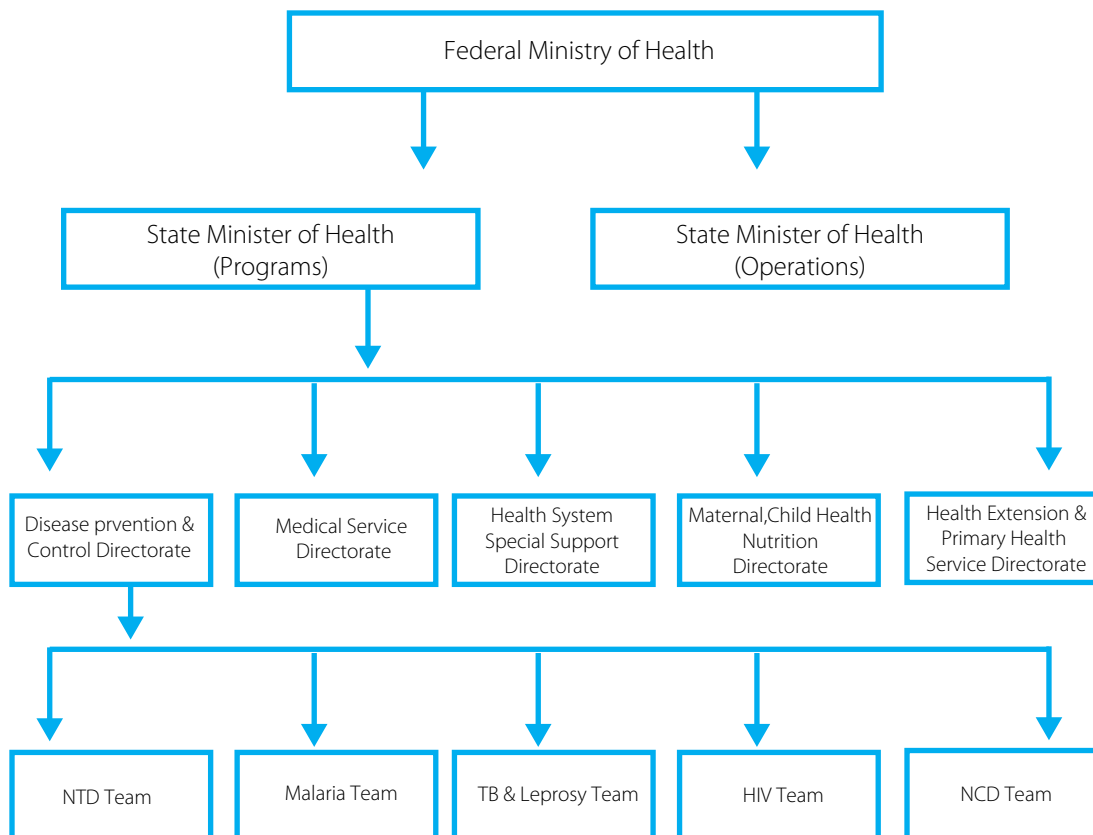 Federal Ministry of Health
State Minister of Health
(Programs)
State Minister of Health
(Operations)
Disease prvention &
Control Directorate
Medical Service
Directorate
Health System
Special Support
Directorate
Maternal,Child Health
Nutrition
Directorate
Health Extension &
Primary Health
Service Directorate
NTD Team
Malaria Team
TB & Leprosy Team
HIV Team
NCD Team